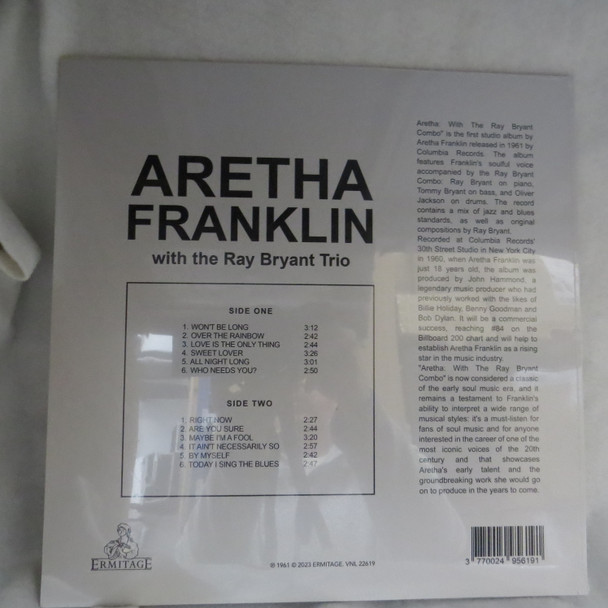 ARETHA
FRANKLIN
with the Ray Bryant Trio
SIDE ONE
1. WON'T BE LONG 3:12
2. OVER THE RAINBOW 2:42
3. LOVE IS THE ONLY THING 2:44
4. SWEET LOVER 3:26
5. ALL NIGHT LONG 3:01
6. WHO NEEDS YOU? 2:50
SIDE TWO
1. RIGHT NOW 2:27
2. ARE YOU SURE 2:44
3. MAYBE I'M A FOOL 3:20
4. IT AIN'T NECESSARILY SO 2:57
5. BY MYSELF 2:42
6. TODAY I SING THE BLUES 2:47
Aretha: With The Ray Bryant
Combo" is the first studio album by
Aretha Franklin released in 1961 by
Columbia Records. The album
features Franklin's soulful voice
accompanied by the Ray Bryant
Combo: Ray Bryant on piano,
Tommy Bryant on bass, and Oliver
Jackson on drums. The record
contains a mix of jazz and blues
standards, as well as original
compositions by Ray Bryant.
Recorded at Columbia Records'
30th Street Studio in New York City
in 1960, when Aretha Franklin was
just 18 years old, the album was
produced by John Hammond, a
legendary music producer who had
previously worked with the likes of
Billie Holiday, Benny Goodman and
Bob Dylan. It will be a commercial
success, reaching #84 on the
Billboard 200 chart and will help to
establish Aretha Franklin as a rising
star in the music industry.
"Aretha: With The Ray Bryant
Combo" is now considered a classic
of the early soul music era, and it
remains a testament to Franklin's
ability to interpret a wide range of
musical styles; it's a must-listen for
fans of soul music and for anyone
interested in the career of one of the
most iconic voices of the 20th
century and that showcases
Aretha's early talent and the
groundbreaking work she would go
on to produce in the years to come.
ERMITAGE
℗ 1961 © 2023 ERMITAGE. VNL 22619
3 770024 956191